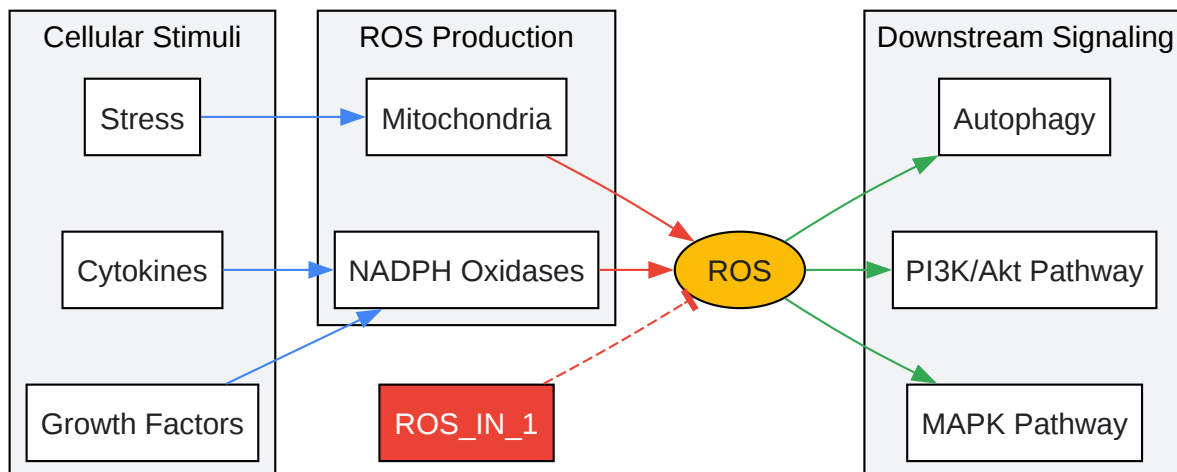 Cellular Stimuli
Stress
Cytokines
Growth Factors
ROS Production
Mitochondria
NADPH Oxidases
ROS_IN_1
ROS
Downstream Signaling
Autophagy
PI3K/Akt Pathway
MAPK Pathway